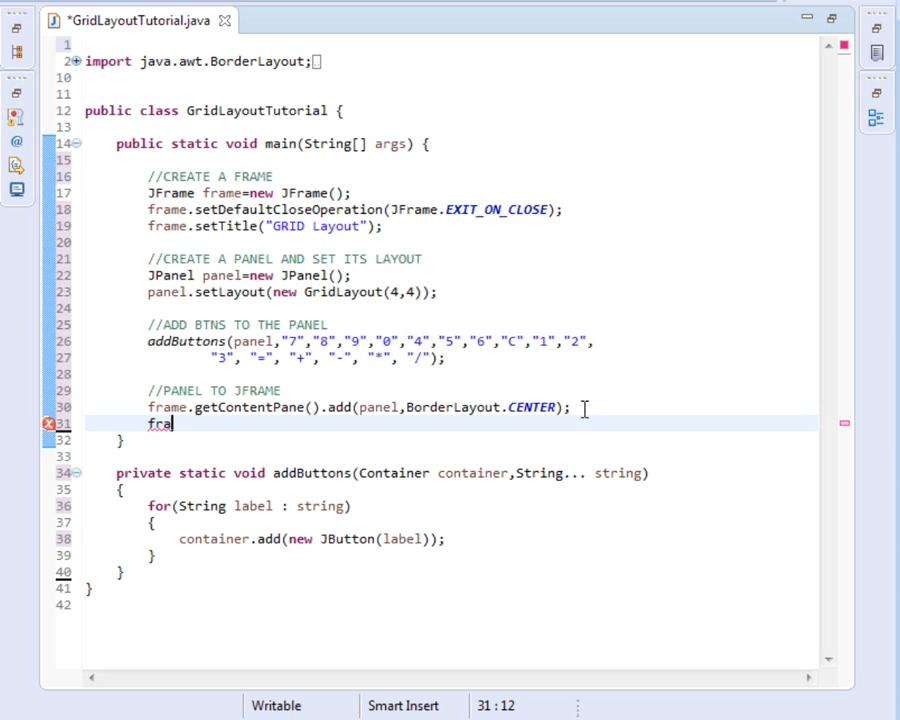 *GridLayoutTutorial.java
1
2 import java.awt.BorderLayout;
10
11
12 public class GridLayoutTutorial {
13
14 public static void main(String[] args) {
15
16 //CREATE A FRAME
17 JFrame frame=new JFrame();
18 frame.setDefaultCloseOperation(JFrame.EXIT_ON_CLOSE);
19 frame.setTitle("GRID Layout");
20
21 //CREATE A PANEL AND SET ITS LAYOUT
22 JPanel panel=new JPanel();
23 panel.setLayout(new GridLayout(4,4));
24
25 //ADD BTNS TO THE PANEL
26 addButtons(panel,"7","8","9","0","4","5","6","C","1","2",
27 "3", "=", "+", "-", "*", "/");
28
29 //PANEL TO JFRAME
30 frame.getContentPane().add(panel,BorderLayout.CENTER);
31 fra
32 }
33
34 private static void addButtons(Container container,String... string)
35 {
36 for(String label : string)
37 {
38 container.add(new JButton(label));
39 }
40 }
41 }
42
Writable Smart Insert 31 : 12